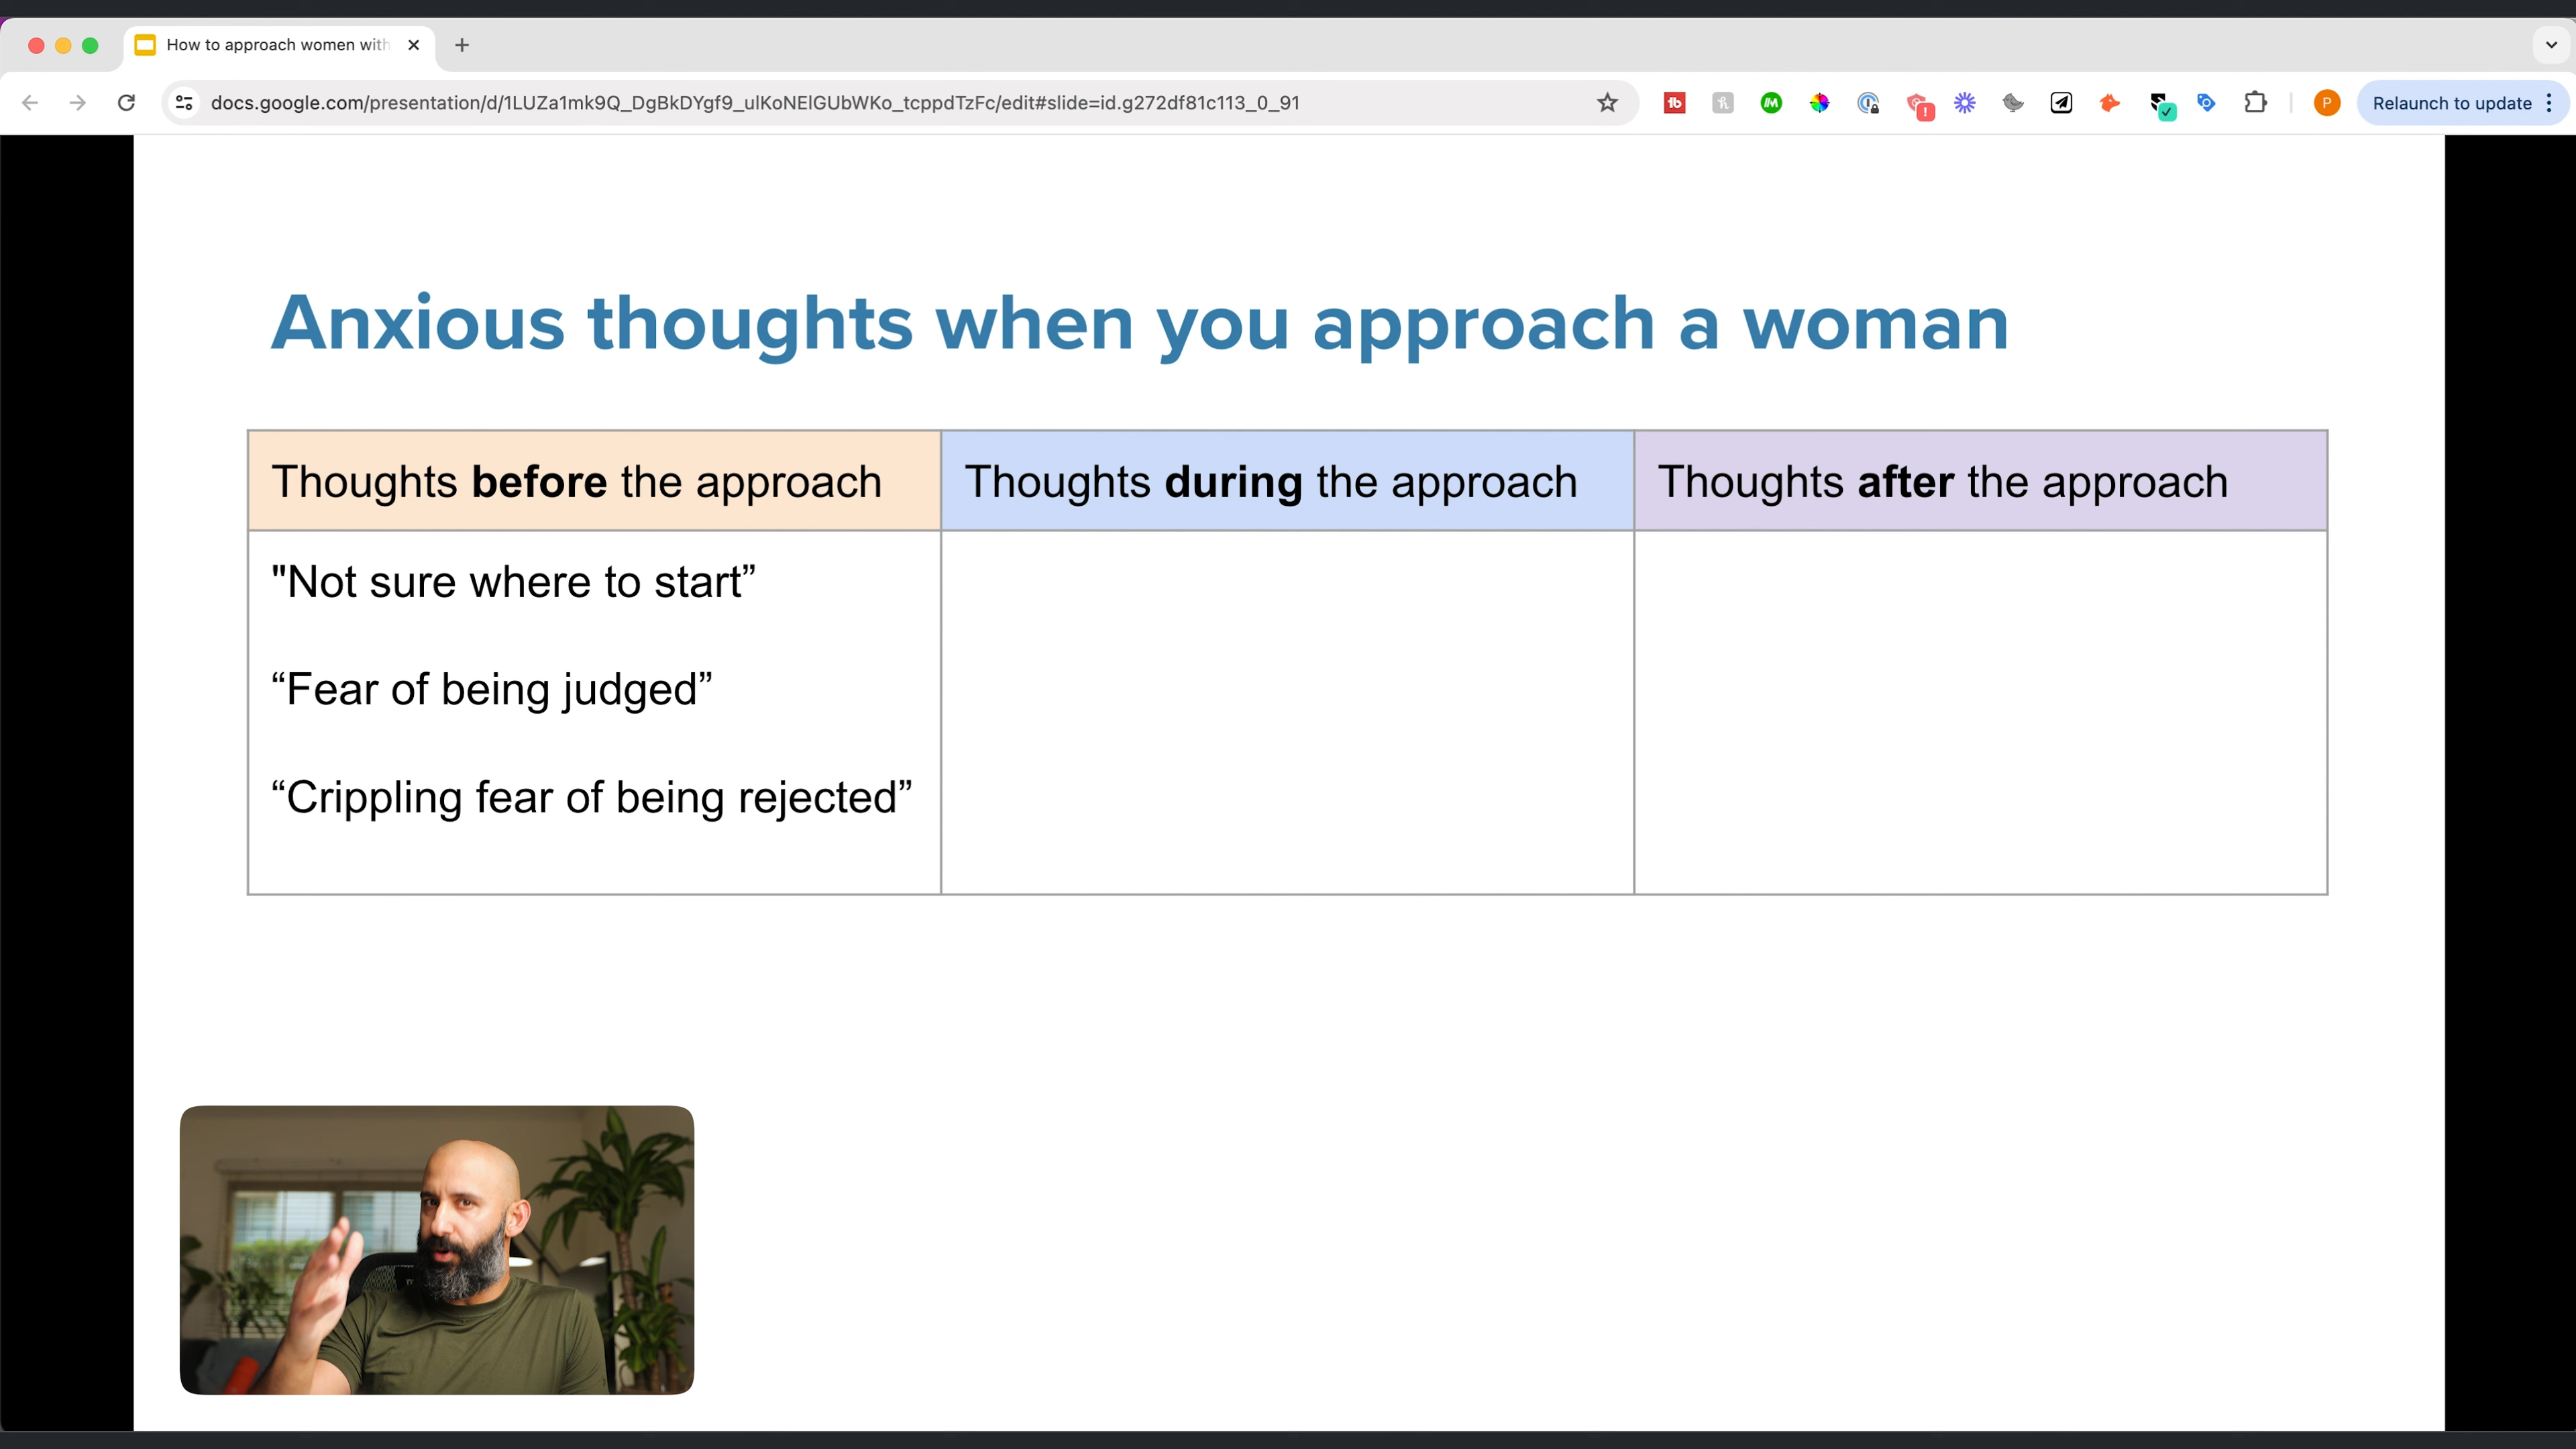 How to approach women with
docs.google.com/presentation/d/1LUZa1mk9Q_DgBkDYgf9_ulKoNElGUbWKo_tcppdTzFc/edit#slide=id.g272df81c113_0_91
P
Relaunch to update
Anxious thoughts when you approach a woman
Thoughts before the approach
Thoughts during the approach
Thoughts after the approach
"Not sure where to start”
“Fear of being judged”
“Crippling fear of being rejected”